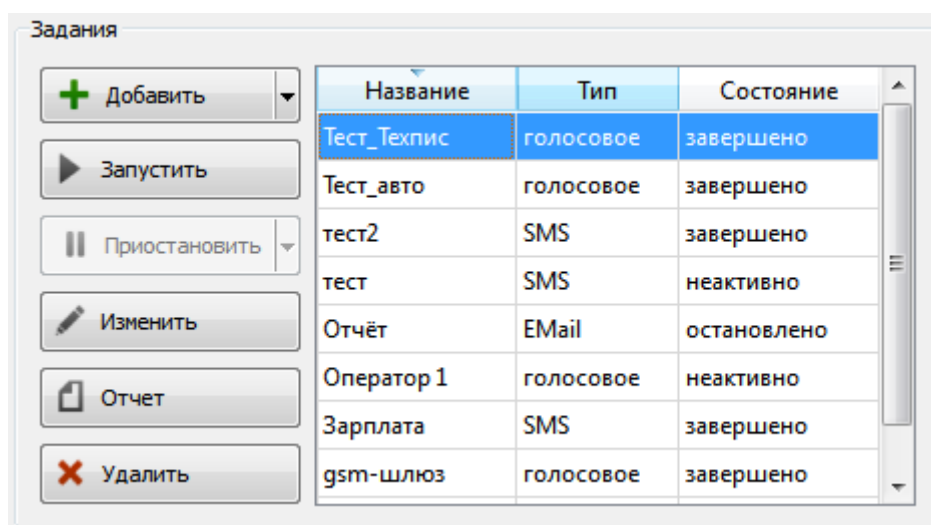 Задания
Добавить
Запустить
Приостановить
Изменить
Отчет
Удалить
Название Тип Состояние
Тест_Техпис голосовое завершено
Тест_авто голосовое завершено
тест2 SMS завершено
тест SMS неактивно
Отчёт EMail остановлено
Оператор 1 голосовое неактивно
Зарплата SMS завершено
gsm-шлюз голосовое завершено